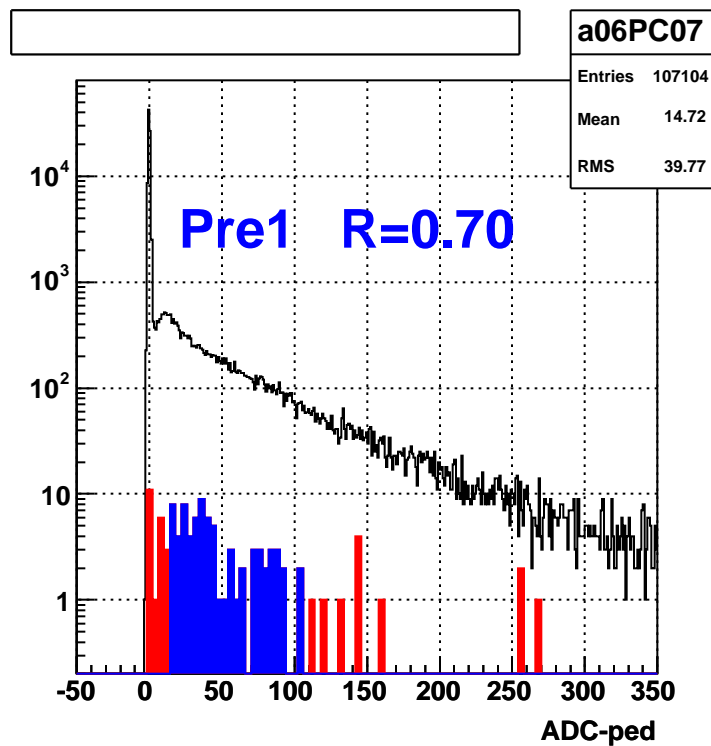 a06PC07
Entries 107104
Mean 14.72
RMS 39.77
Pre1 R=0.70
10^4
10^3
10^2
10
1
-50 0 50 100 150 200 250 300 350
ADC-ped